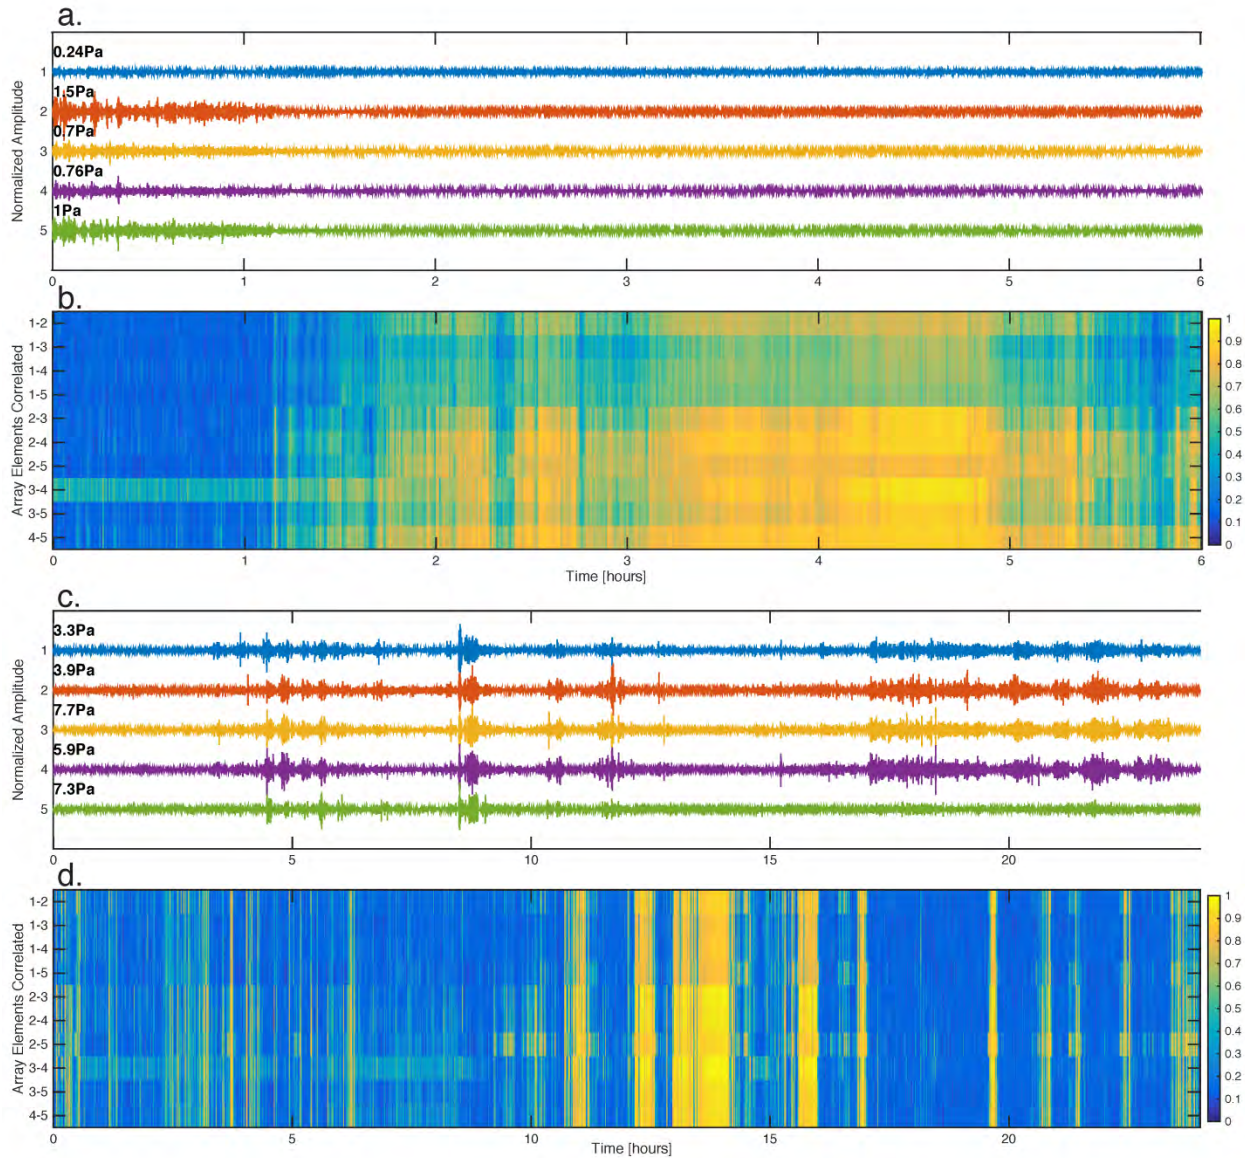 a.
Normalized Amplitude
0.24Pa
1
1.5Pa
2
0.7Pa
3
0.76Pa
4
1Pa
5
0 1 2 3 4 5 6
b.
Array Elements Correlated
1-2
1-3
1-4
1-5
2-3
2-4
2-5
3-4
3-5
4-5
0 1 2 3 4 5 6
Time [hours]
1
0.9
0.8
0.7
0.6
0.5
0.4
0.3
0.2
0.1
0
c.
Normalized Amplitude
3.3Pa
1
3.9Pa
2
7.7Pa
3
5.9Pa
4
7.3Pa
5
0 5 10 15 20
d.
Array Elements Correlated
1-2
1-3
1-4
1-5
2-3
2-4
2-5
3-4
3-5
4-5
0 5 10 15 20
Time [hours]
1
0.9
0.8
0.7
0.6
0.5
0.4
0.3
0.2
0.1
0